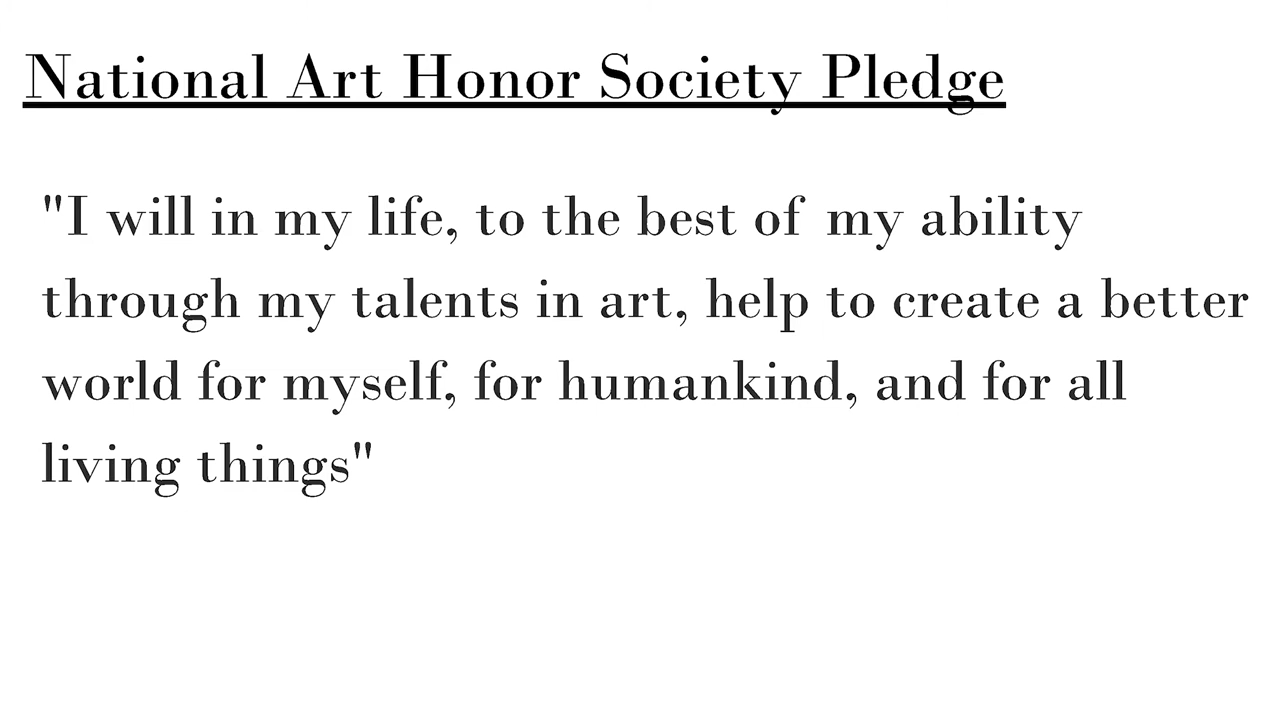 National Art Honor Society Pledge
"I will in my life, to the best of my ability
through my talents in art, help to create a better
world for myself, for humankind, and for all
living things"